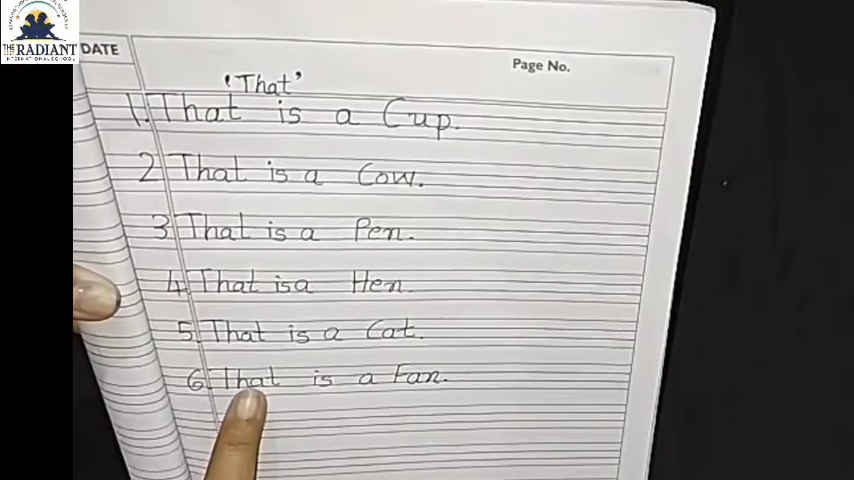 THE RADIANT
INTERNATIONAL SCHOOL
DATE
Page No.
'That'
1. That is a Cup.
2 That is a Cow.
3 That is a Pen.
4 That is a Hen.
5. That is a Cat.
6. That is a Fan.